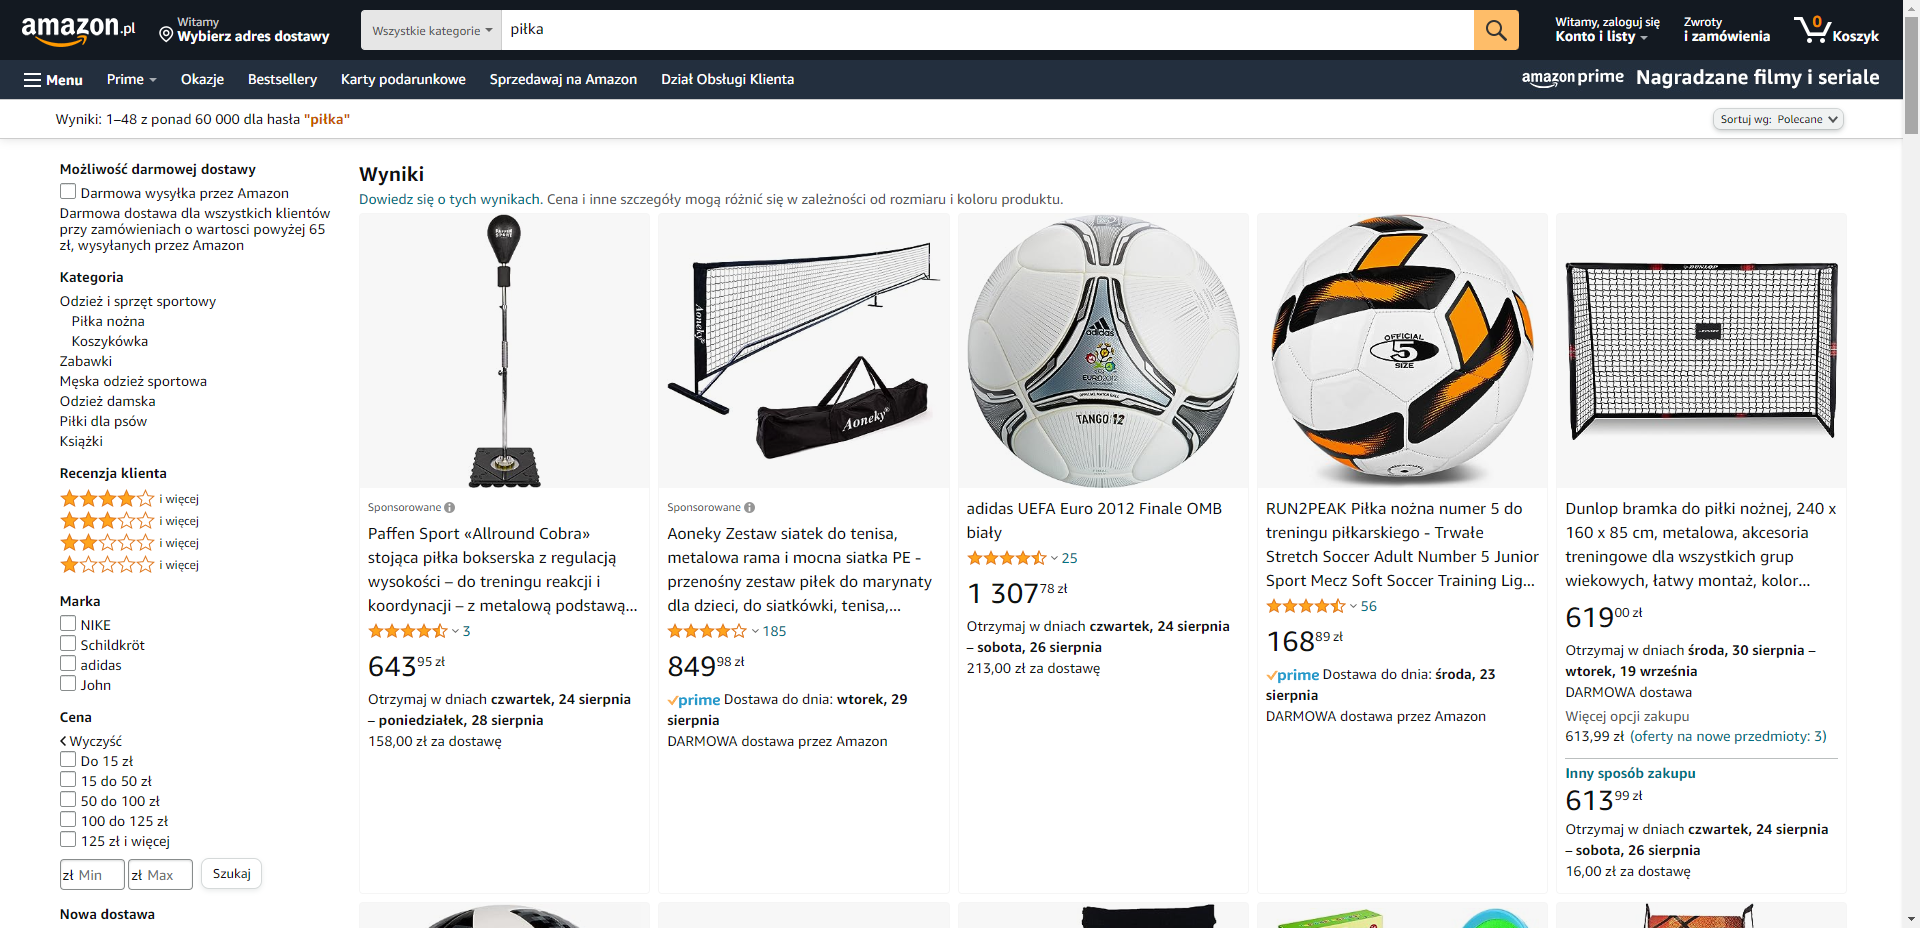 amazon.pl
Witamy
Wybierz adres dostawy
Wszystkie kategorie
piłka
Witamy, zaloguj się
Konto i listy
Zwroty
i zamówienia
0
Koszyk
Menu
Prime
Okazje
Bestsellery
Karty podarunkowe
Sprzedawaj na Amazon
Dział Obsługi Klienta
amazon prime Nagradzane filmy i seriale
Wyniki: 1–48 z ponad 60 000 dla hasła "piłka"
Sortuj wg: Polecane
Możliwość darmowej dostawy
Darmowa wysyłka przez Amazon
Darmowa dostawa dla wszystkich klientów
przy zamówieniach o wartosci powyżej 65
zł, wysyłanych przez Amazon
Kategoria
Odzież i sprzęt sportowy
Piłka nożna
Koszykówka
Zabawki
Męska odzież sportowa
Odzież damska
Piłki dla psów
Książki
Recenzja klienta
i więcej
i więcej
i więcej
i więcej
Marka
NIKE
Schildkröt
adidas
John
Cena
Wyczyść
Do 15 zł
15 do 50 zł
50 do 100 zł
100 do 125 zł
125 zł i więcej
zł Min
zł Max
Szukaj
Nowa dostawa
Wyniki
Dowiedz się o tych wynikach. Cena i inne szczegóły mogą różnić się w zależności od rozmiaru i koloru produktu.
Sponsorowane
Paffen Sport «Allround Cobra»
stojąca piłka bokserska z regulacją
wysokości – do treningu reakcji i
koordynacji – z metalową podstawą...
3
643 95 zł
Otrzymaj w dniach czwartek, 24 sierpnia
– poniedziałek, 28 sierpnia
158,00 zł za dostawę
Aoneky
Aoneky
Sponsorowane
Aoneky Zestaw siatek do tenisa,
metalowa rama i mocna siatka PE -
przenośny zestaw piłek do marynaty
dla dzieci, do siatkówki, tenisa,...
185
849 98 zł
prime Dostawa do dnia: wtorek, 29
sierpnia
DARMOWA dostawa przez Amazon
adidas
EURO2012
TANGO 12
adidas UEFA Euro 2012 Finale OMB
biały
25
1 307 78 zł
Otrzymaj w dniach czwartek, 24 sierpnia
– sobota, 26 sierpnia
213,00 zł za dostawę
OFFICIAL
5
SIZE
RUN2PEAK Piłka nożna numer 5 do
treningu piłkarskiego - Trwałe
Stretch Soccer Adult Number 5 Junior
Sport Mecz Soft Soccer Training Lig...
56
168 89 zł
prime Dostawa do dnia: środa, 23
sierpnia
DARMOWA dostawa przez Amazon
DUNLOP
Dunlop bramka do piłki nożnej, 240 x
160 x 85 cm, metalowa, akcesoria
treningowe dla wszystkich grup
wiekowych, łatwy montaż, kolor...
619 00 zł
Otrzymaj w dniach środa, 30 sierpnia –
wtorek, 19 września
DARMOWA dostawa
Więcej opcji zakupu
613,99 zł (oferty na nowe przedmioty: 3)
Inny sposób zakupu
613 99 zł
Otrzymaj w dniach czwartek, 24 sierpnia
– sobota, 26 sierpnia
16,00 zł za dostawę